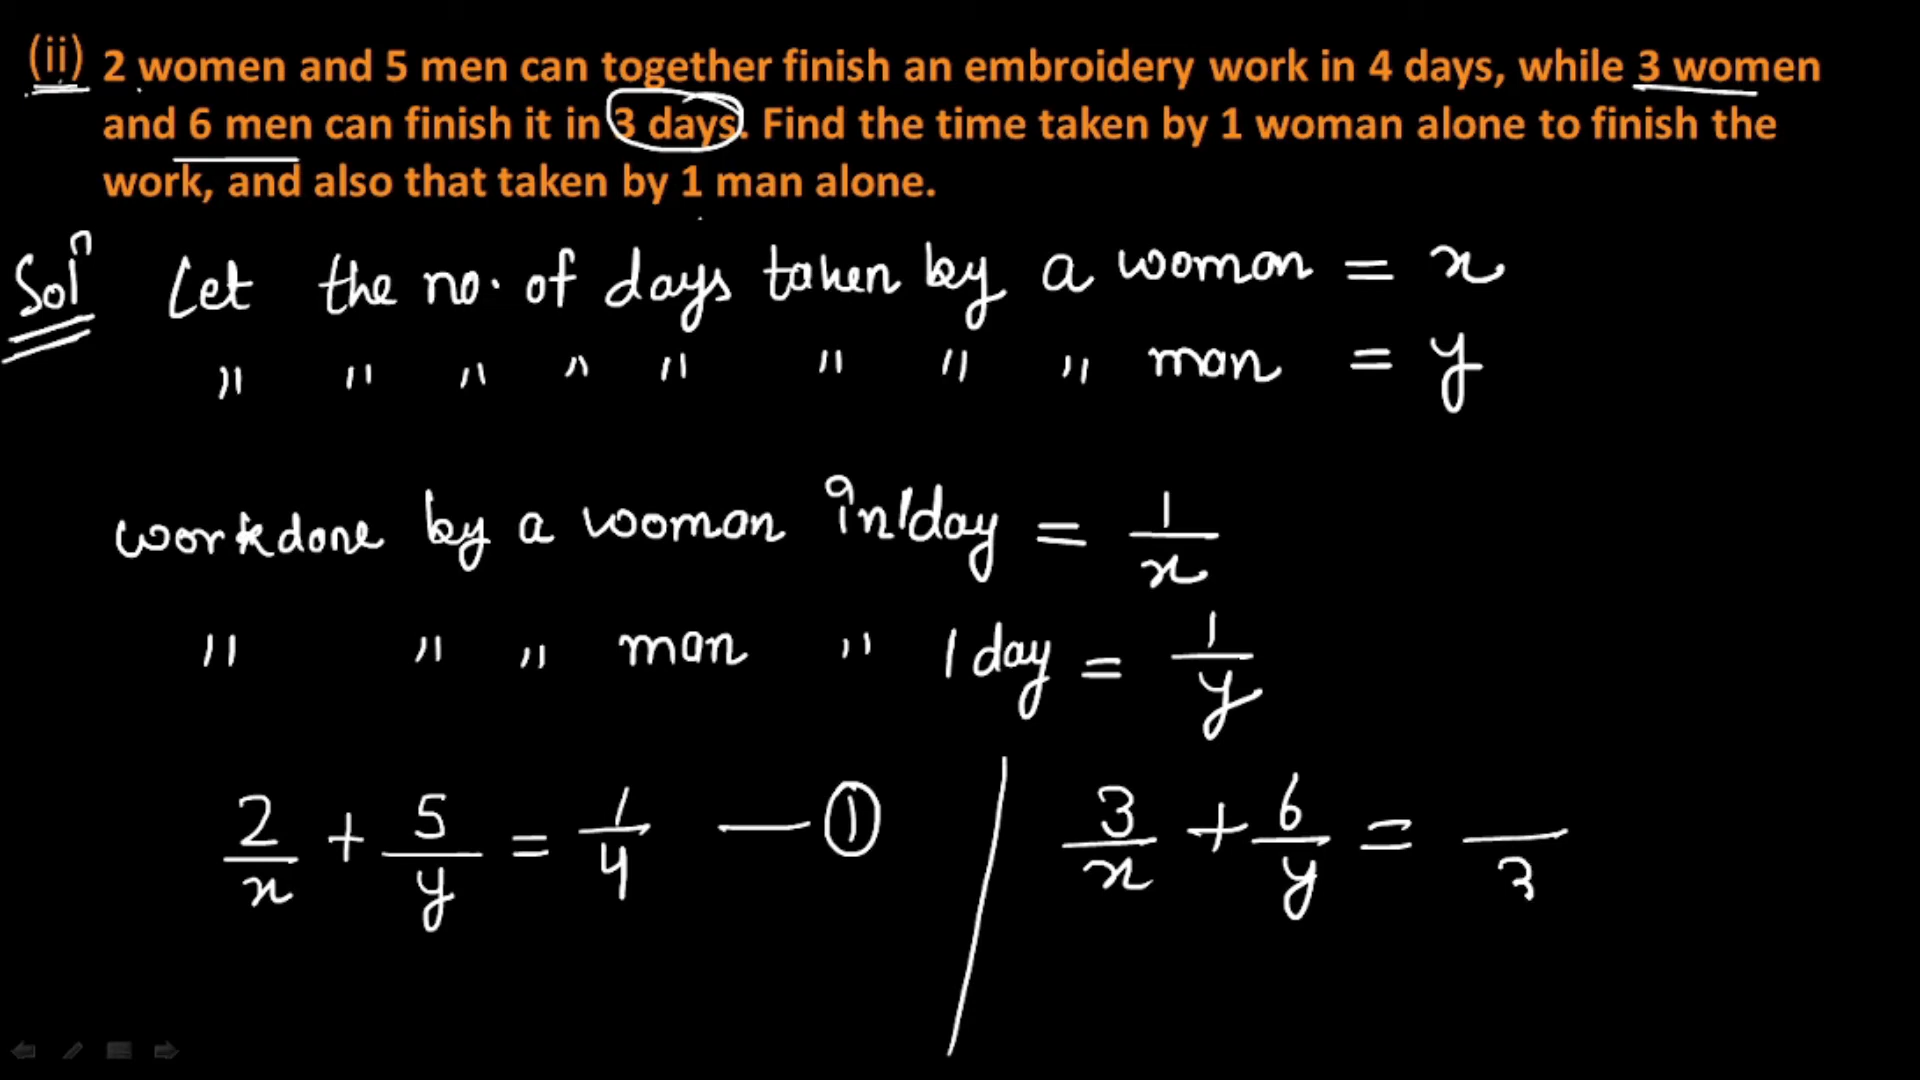 (ii) 2 women and 5 men can together finish an embroidery work in 4 days, while 3 women
and 6 men can finish it in 3 days. Find the time taken by 1 woman alone to finish the
work, and also that taken by 1 man alone.
Solⁿ Let the no. of days taken by a woman = x
" " " " " " " " man = y
workdone by a woman in 1 day = 1/x
" " " man " 1 day = 1/y
2/x + 5/y = 1/4 — ① 3/x + 6/y = /3